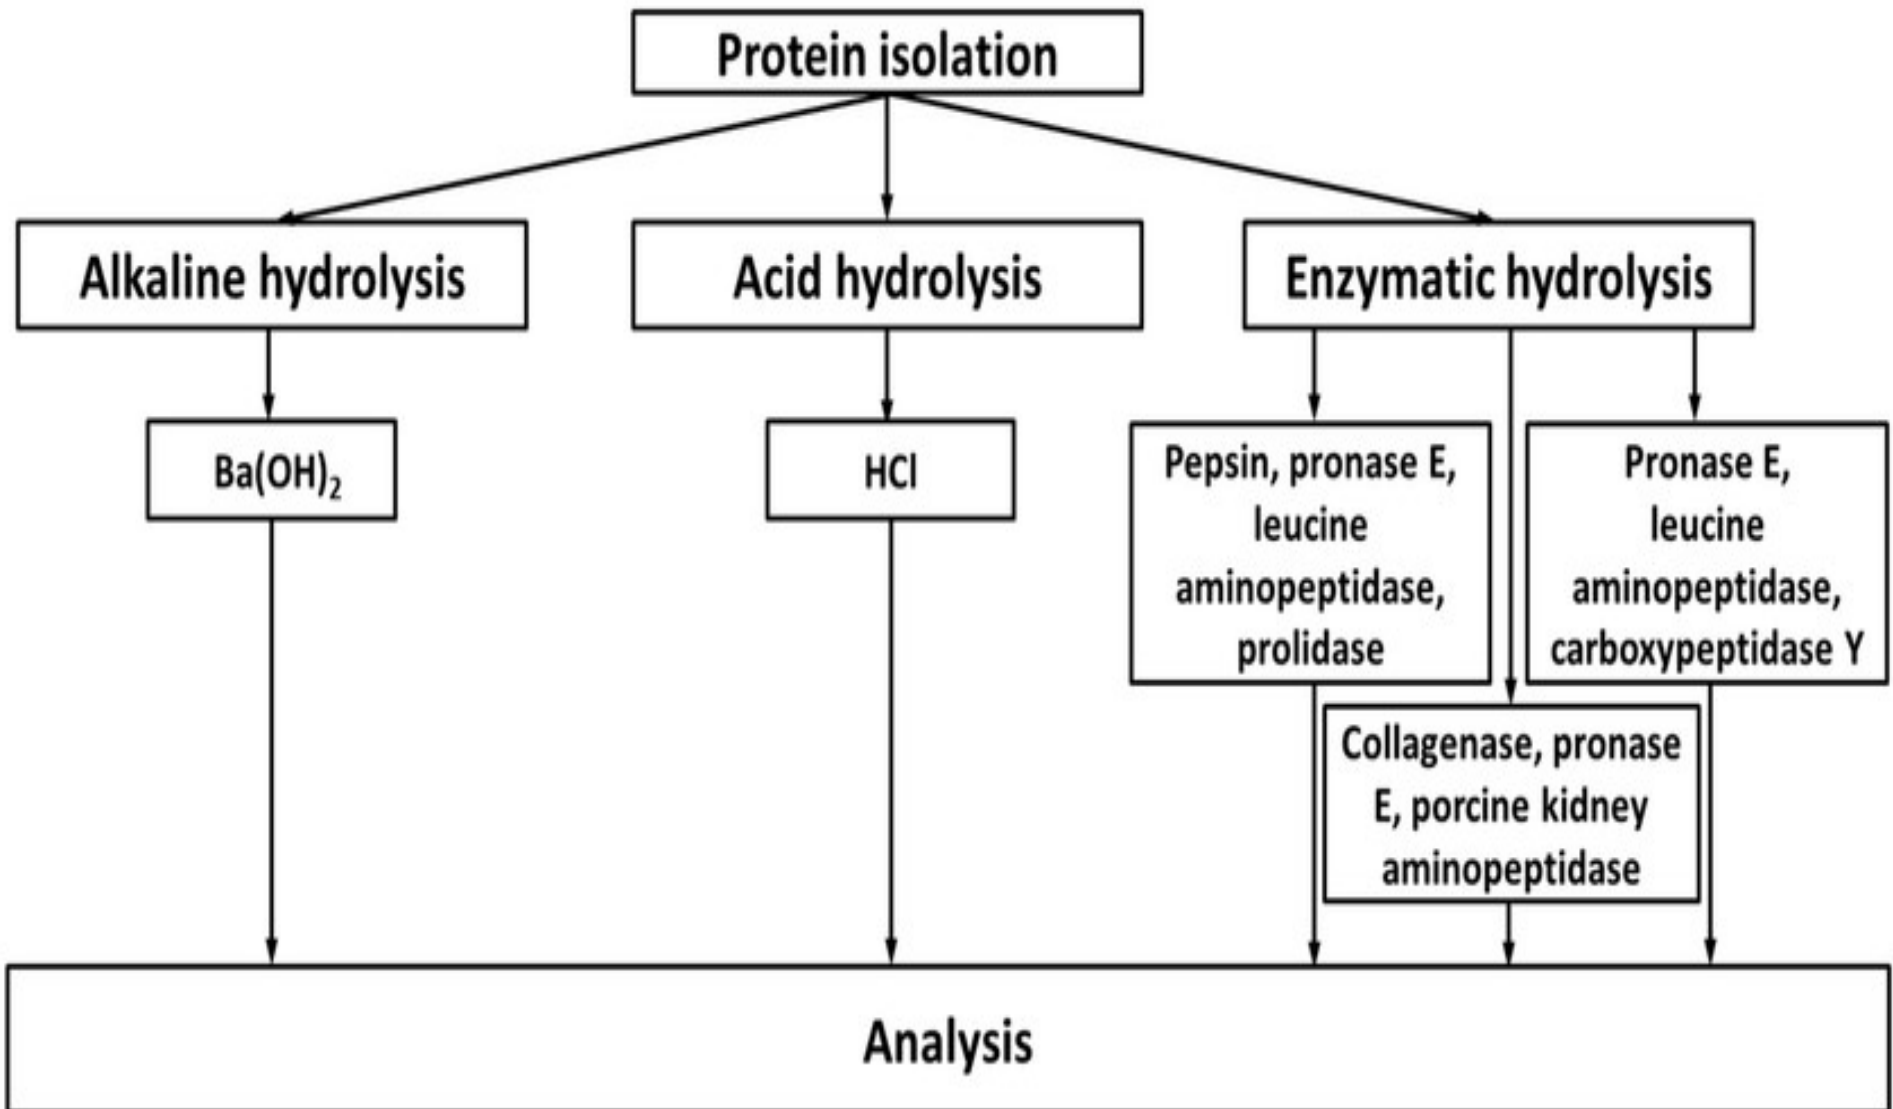 Protein isolation
Alkaline hydrolysis
Acid hydrolysis
Enzymatic hydrolysis
Ba(OH)₂
HCl
Pepsin, pronase E,
leucine
aminopeptidase,
prolidase
Pronase E,
leucine
aminopeptidase,
carboxypeptidase Y
Collagenase, pronase
E, porcine kidney
aminopeptidase
Analysis